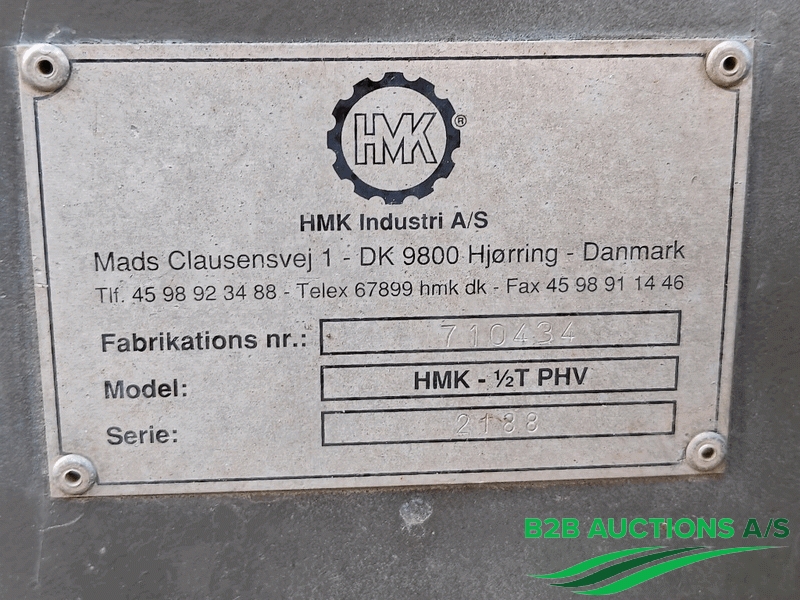 HMK ®
HMK Industri A/S
Mads Clausensvej 1 - DK 9800 Hjørring - Danmark
Tlf. 45 98 92 34 88 - Telex 67899 hmk dk - Fax 45 98 91 14 46
Fabrikations nr.: 710434
Model: HMK - ½T PHV
Serie: 2188
B2B AUCTIONS A/S